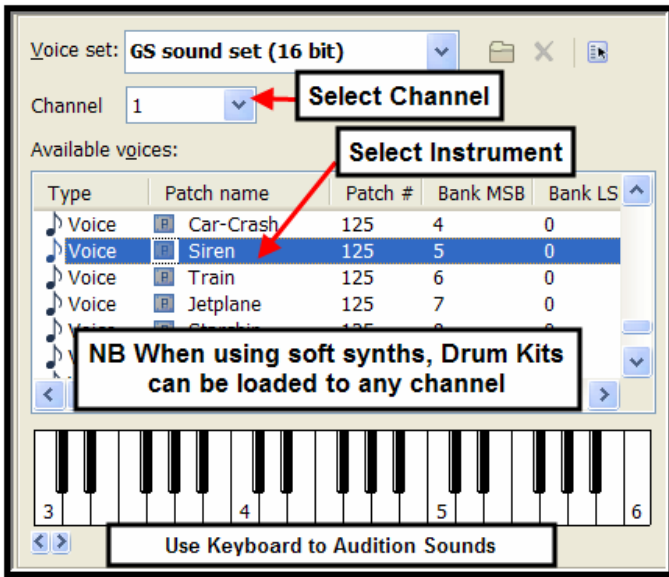 Voice set: GS sound set (16 bit)
Channel 1
Select Channel
Available voices:
Select Instrument
Type Patch name Patch # Bank MSB Bank LS
Voice P Car-Crash 125 4 0
Voice P Siren 125 5 0
Voice P Train 125 6 0
Voice P Jetplane 125 7 0
NB When using soft synths, Drum Kits
can be loaded to any channel
3 4 5 6
Use Keyboard to Audition Sounds